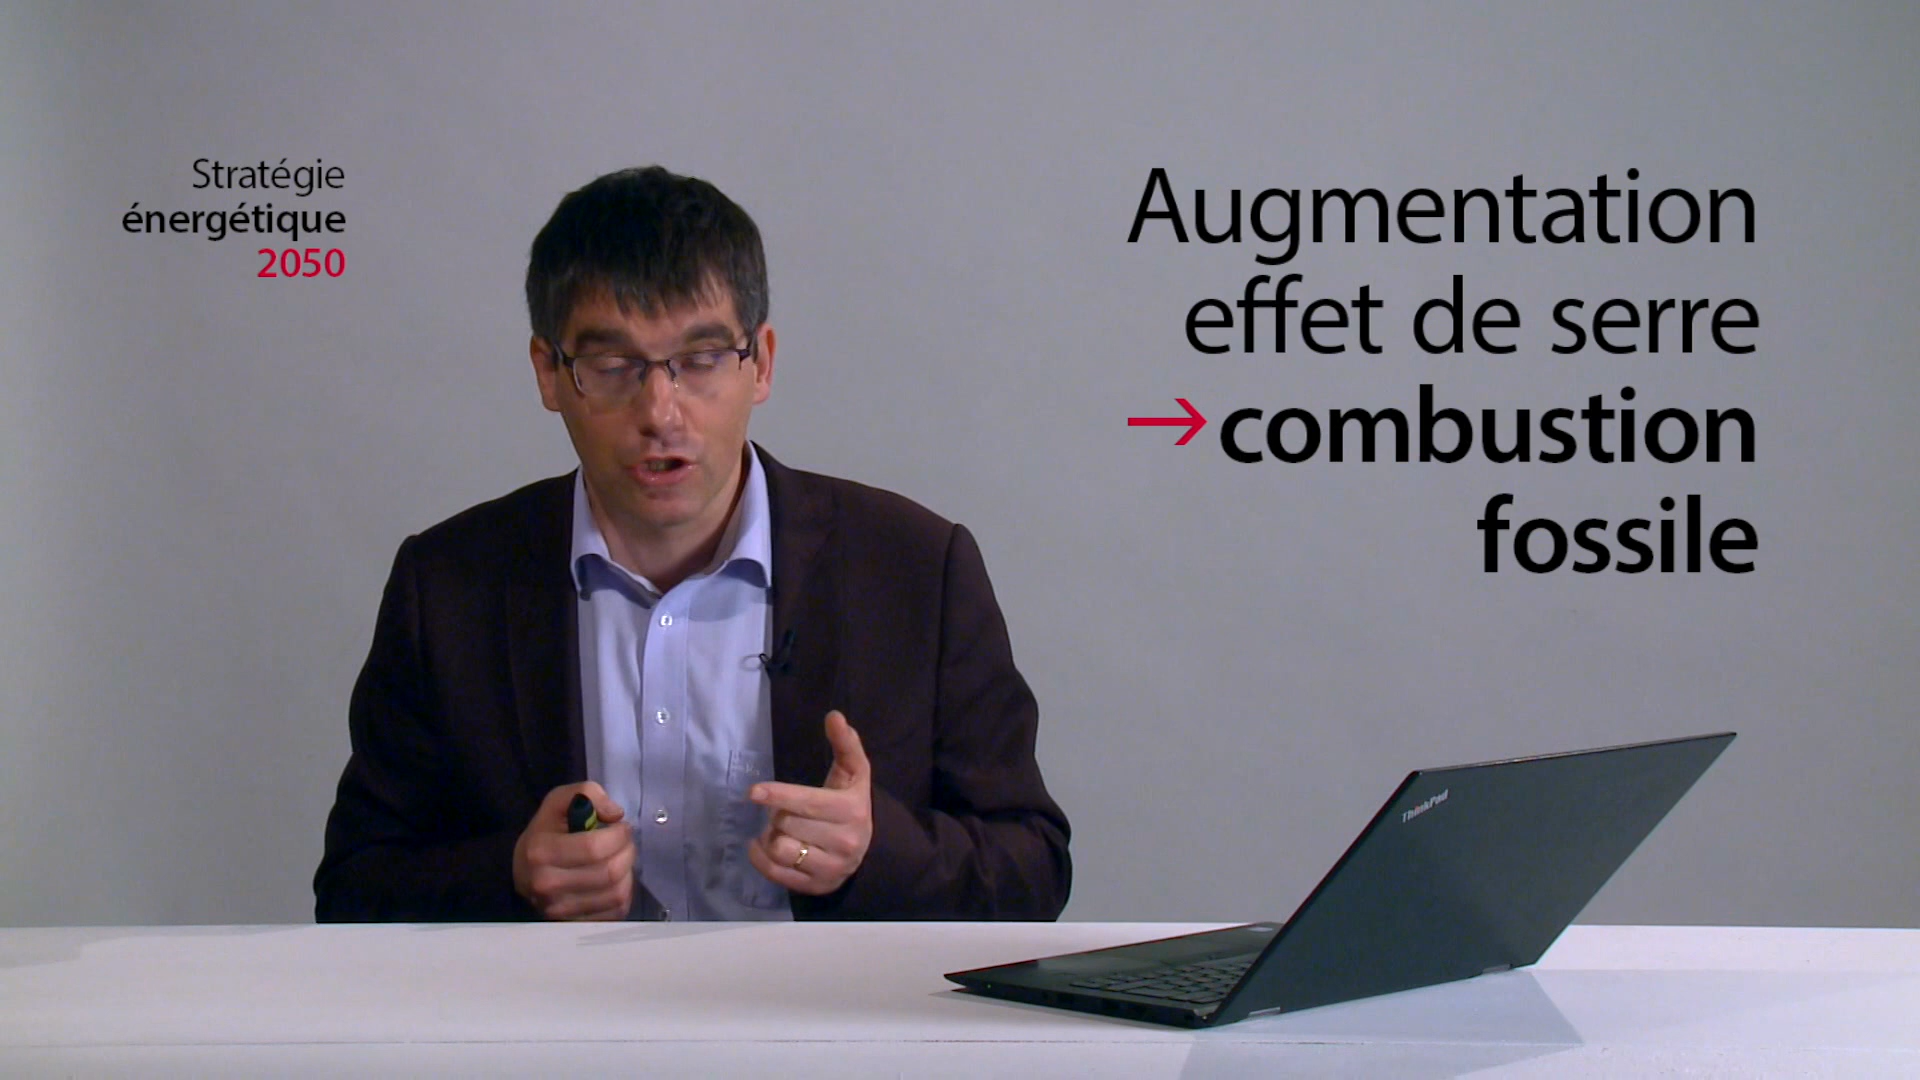 Stratégie
énergétique
2050
Augmentation
effet de serre
→combustion
fossile
ThinkPad